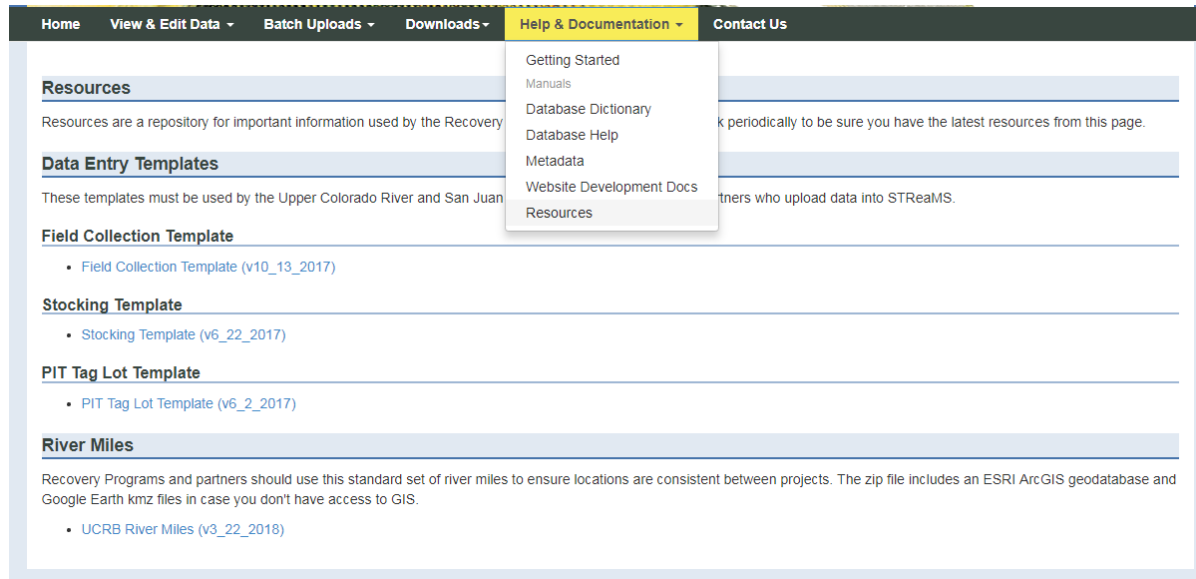 Home View & Edit Data Batch Uploads Downloads Help & Documentation Contact Us
Getting Started
Manuals
Database Dictionary
Database Help
Metadata
Website Development Docs
Resources
Resources
Resources are a repository for important information used by the Recovery k periodically to be sure you have the latest resources from this page.
Data Entry Templates
These templates must be used by the Upper Colorado River and San Juan tners who upload data into STReaMS.
Field Collection Template
• Field Collection Template (v10_13_2017)
Stocking Template
• Stocking Template (v6_22_2017)
PIT Tag Lot Template
• PIT Tag Lot Template (v6_2_2017)
River Miles
Recovery Programs and partners should use this standard set of river miles to ensure locations are consistent between projects. The zip file includes an ESRI ArcGIS geodatabase and
Google Earth kmz files in case you don't have access to GIS.
• UCRB River Miles (v3_22_2018)